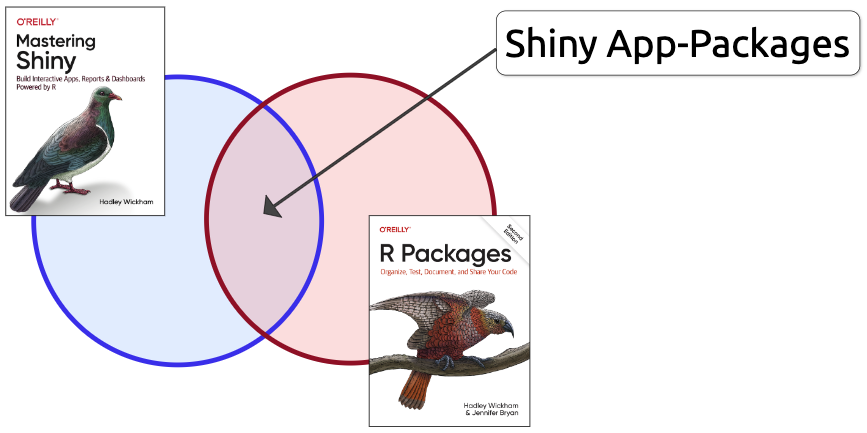 O'REILLY®
Mastering
Shiny
Build Interactive Apps, Reports & Dashboards
Powered by R
Hadley Wickham
Shiny App-Packages
O'REILLY®
Second
Edition
R Packages
Organize, Test, Document, and Share Your Code
Hadley Wickham
& Jennifer Bryan